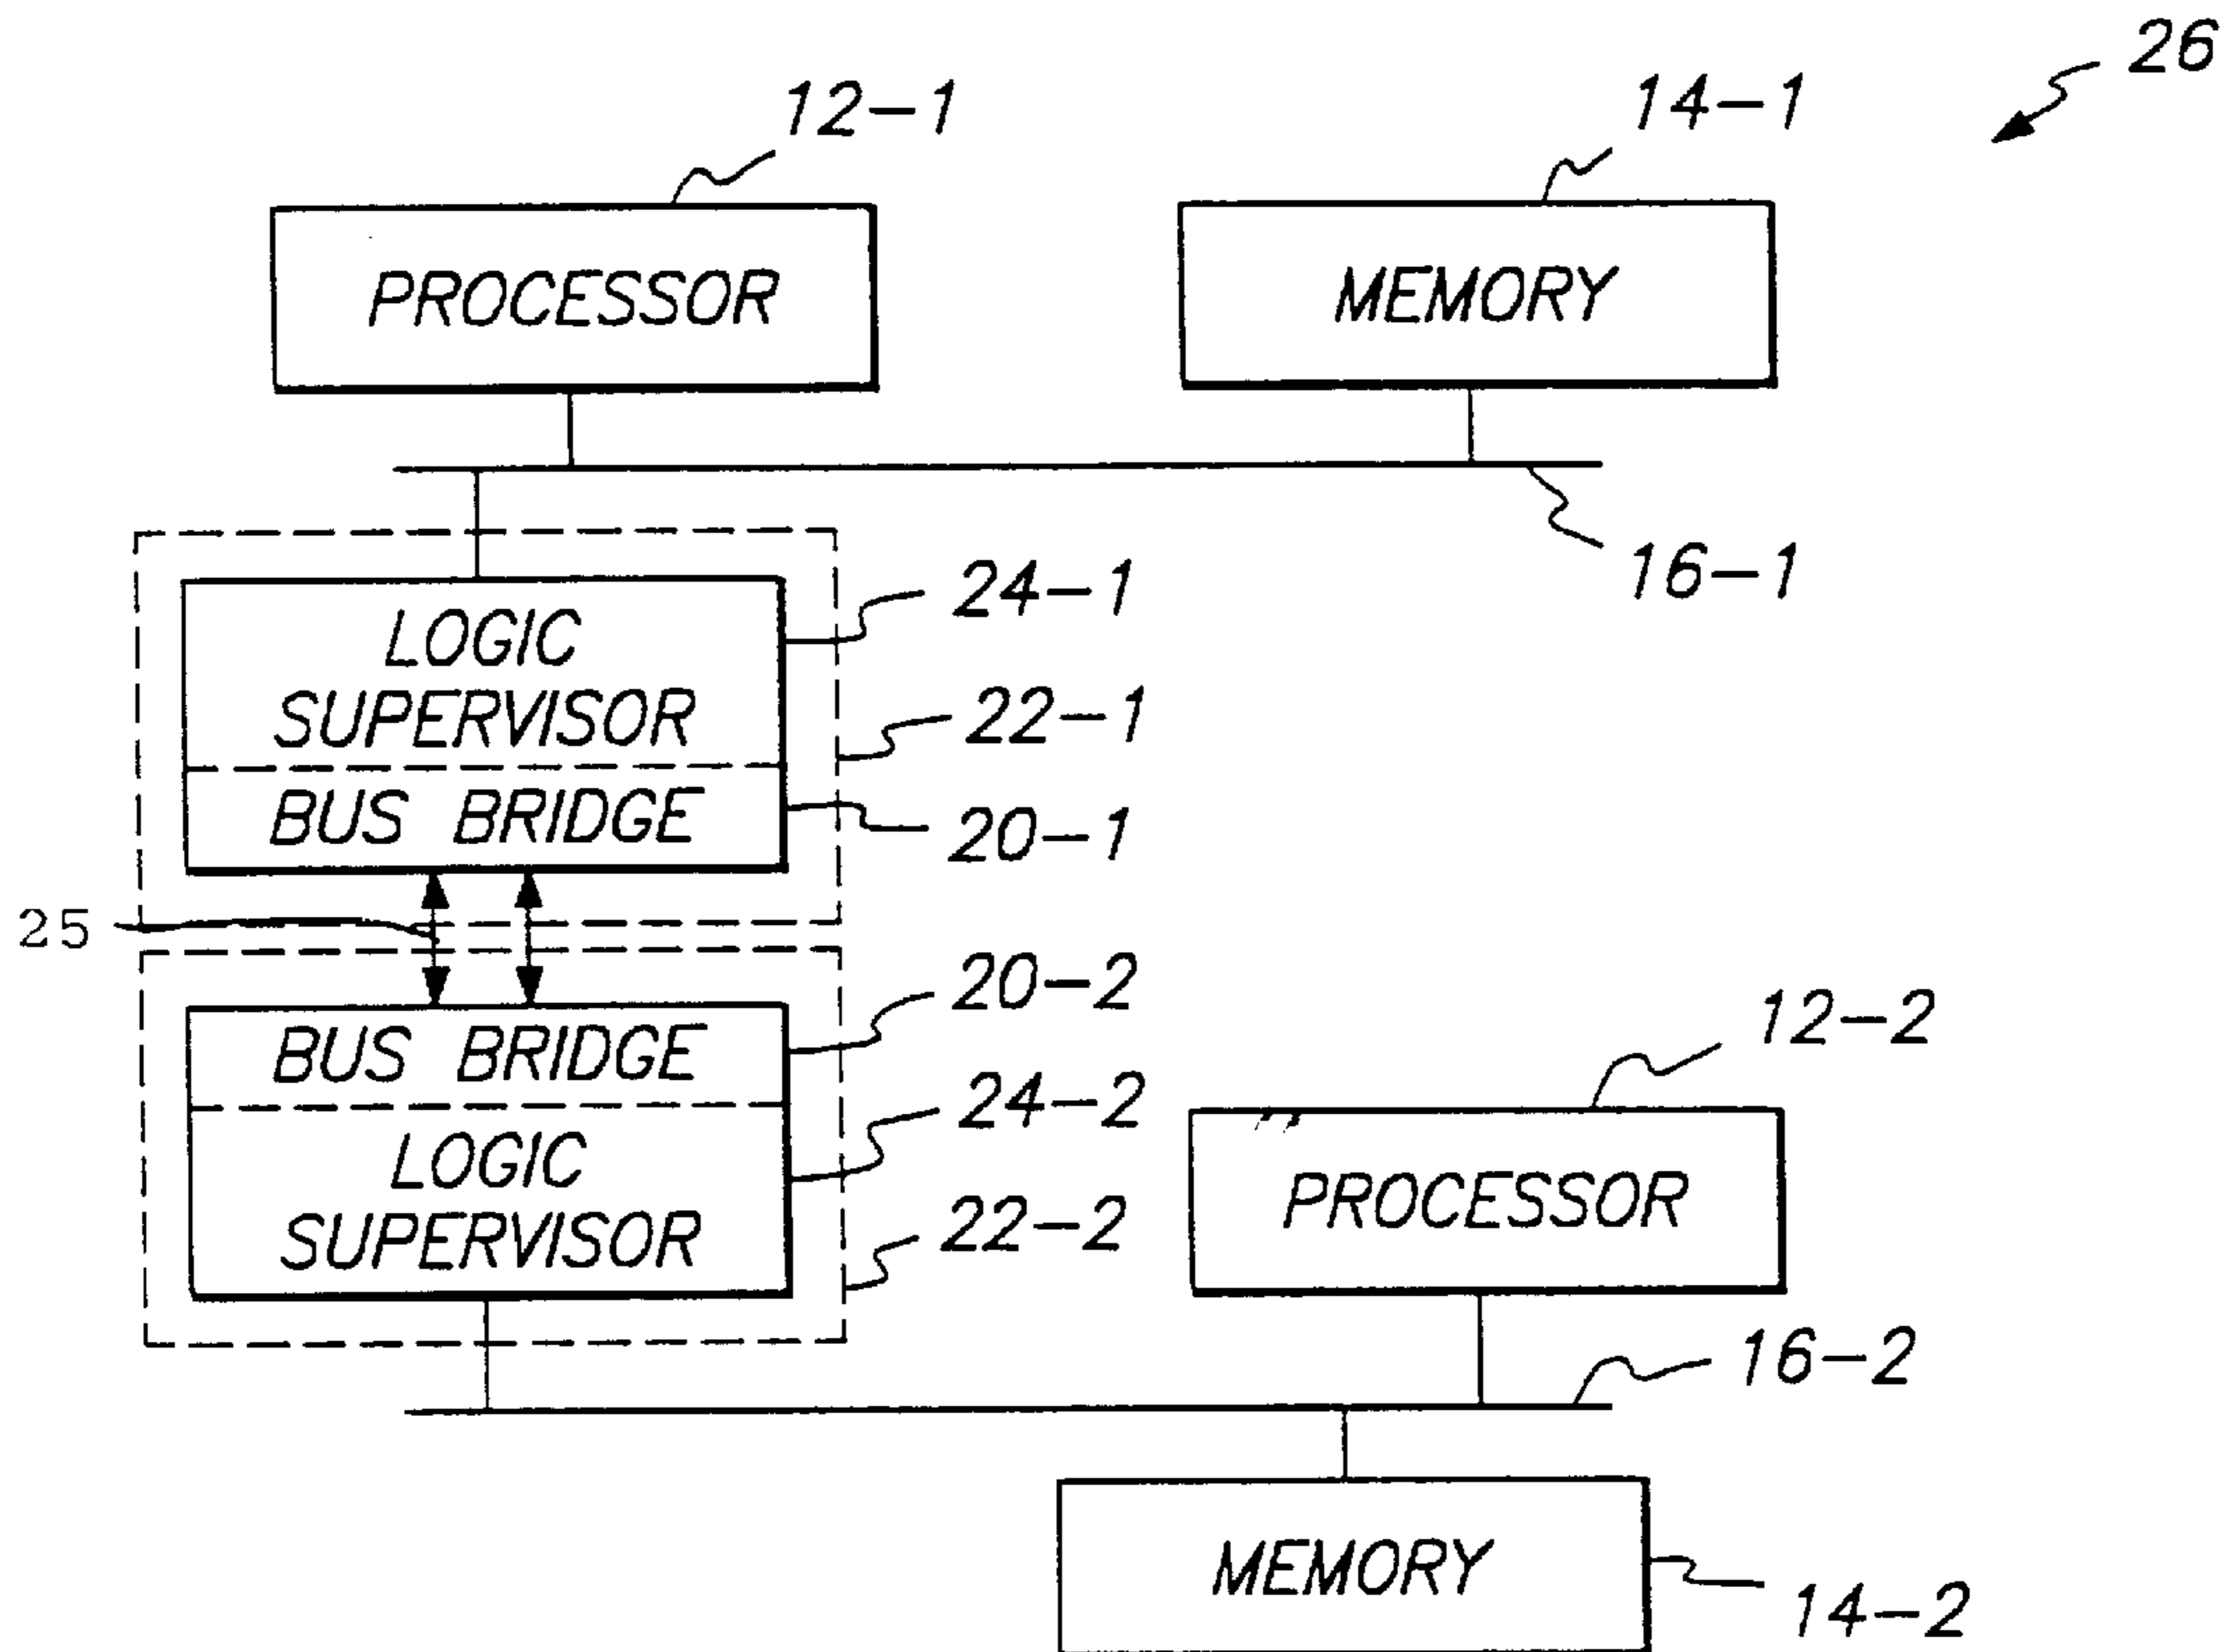 26
12-1
14-1
PROCESSOR
MEMORY
16-1
24-1
LOGIC
SUPERVISOR
22-1
BUS BRIDGE
20-1
25
20-2
BUS BRIDGE
12-2
24-2
LOGIC
SUPERVISOR
22-2
PROCESSOR
16-2
MEMORY
14-2